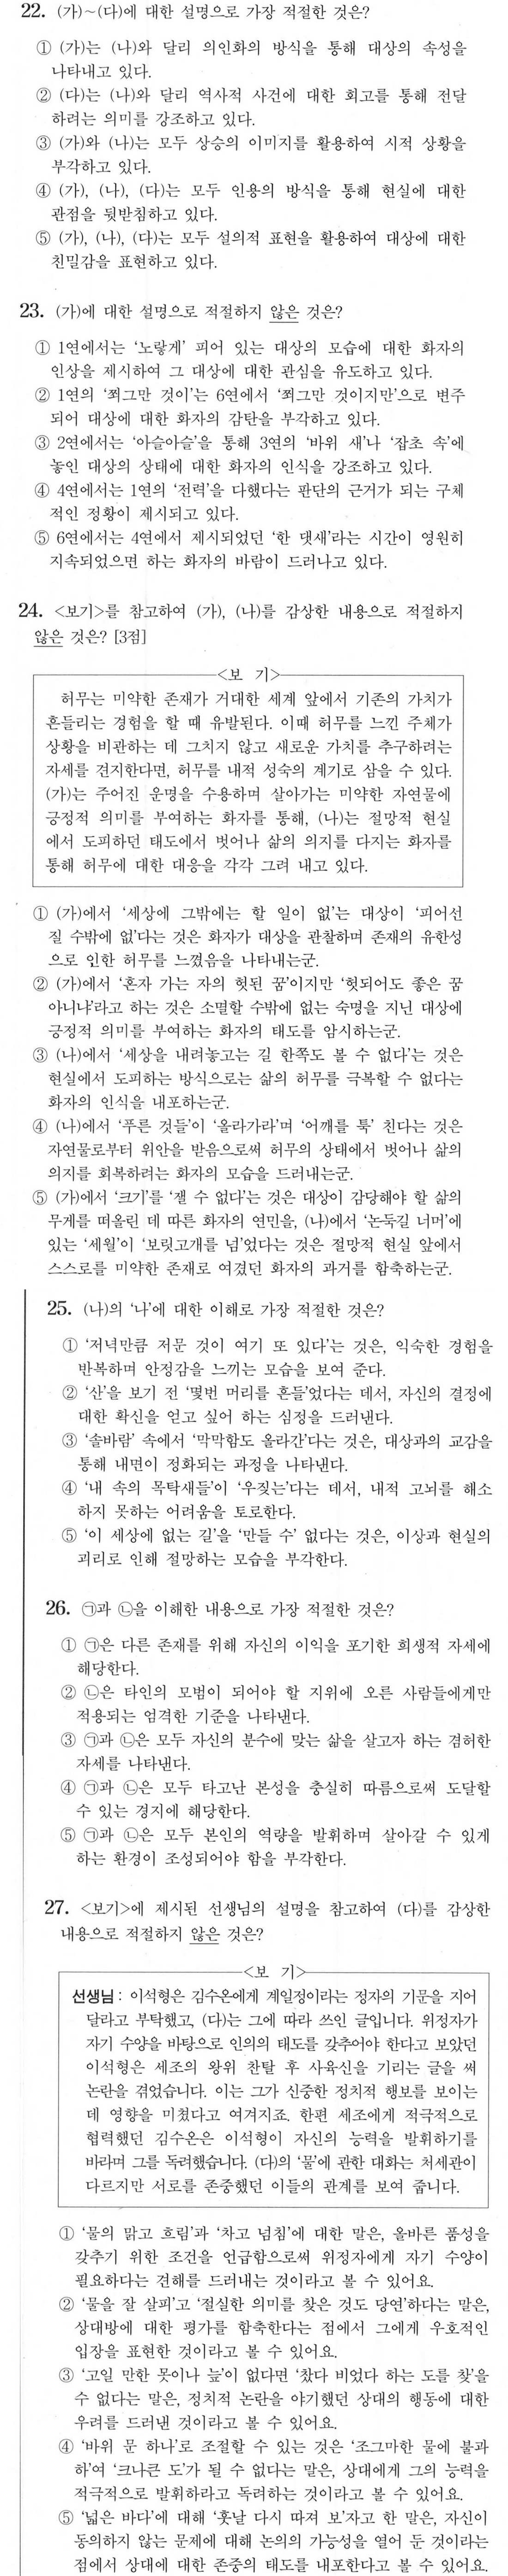 22. (가)~(다)에 대한 설명으로 가장 적절한 것은?
① (가)는 (나)와 달리 의인화의 방식을 통해 대상의 속성을
나타내고 있다.
② (다)는 (나)와 달리 역사적 사건에 대한 회고를 통해 전달
하려는 의미를 강조하고 있다.
③ (가)와 (나)는 모두 상승의 이미지를 활용하여 시적 상황을
부각하고 있다.
④ (가), (나), (다)는 모두 인용의 방식을 통해 현실에 대한
관점을 뒷받침하고 있다.
⑤ (가), (나), (다)는 모두 설의적 표현을 활용하여 대상에 대한
친밀감을 표현하고 있다.
23. (가)에 대한 설명으로 적절하지 않은 것은?
① 1연에서는 ‘노랗게’ 피어 있는 대상의 모습에 대한 화자의
인상을 제시하여 그 대상에 대한 관심을 유도하고 있다.
② 1연의 ‘쬐그만 것이’는 6연에서 ‘쬐그만 것이지만’으로 변주
되어 대상에 대한 화자의 감탄을 부각하고 있다.
③ 2연에서는 ‘아슬아슬’을 통해 3연의 ‘바위 새’나 ‘잡초 속’에
놓인 대상의 상태에 대한 화자의 인식을 강조하고 있다.
④ 4연에서는 1연의 ‘전력’을 다했다는 판단의 근거가 되는 구체
적인 정황이 제시되고 있다.
⑤ 6연에서는 4연에서 제시되었던 ‘한 댓새’라는 시간이 영원히
지속되었으면 하는 화자의 바람이 드러나고 있다.
24. <보기>를 참고하여 (가), (나)를 감상한 내용으로 적절하지
않은 것은? [3점]
<보 기>
허무는 미약한 존재가 거대한 세계 앞에서 기존의 가치가
흔들리는 경험을 할 때 유발된다. 이때 허무를 느낀 주체가
상황을 비관하는 데 그치지 않고 새로운 가치를 추구하려는
자세를 견지한다면, 허무를 내적 성숙의 계기로 삼을 수 있다.
(가)는 주어진 운명을 수용하며 살아가는 미약한 자연물에
긍정적 의미를 부여하는 화자를 통해, (나)는 절망적 현실
에서 도피하던 태도에서 벗어나 삶의 의지를 다지는 화자를
통해 허무에 대한 대응을 각각 그려 내고 있다.
① (가)에서 ‘세상에 그밖에는 할 일이 없’는 대상이 ‘피어선
질 수밖에 없’다는 것은 화자가 대상을 관찰하며 존재의 유한성
으로 인한 허무를 느꼈음을 나타내는군.
② (가)에서 ‘혼자 가는 자의 헛된 꿈’이지만 ‘헛되어도 좋은 꿈
아니냐’라고 하는 것은 소멸할 수밖에 없는 숙명을 지닌 대상에
긍정적 의미를 부여하는 화자의 태도를 암시하는군.
③ (나)에서 ‘세상을 내려놓고는 길 한쪽도 볼 수 없다’는 것은
현실에서 도피하는 방식으로는 삶의 허무를 극복할 수 없다는
화자의 인식을 내포하는군.
④ (나)에서 ‘푸른 것들’이 ‘올라가라’며 ‘어깨를 툭’ 친다는 것은
자연물로부터 위안을 받음으로써 허무의 상태에서 벗어나 삶의
의지를 회복하려는 화자의 모습을 드러내는군.
⑤ (가)에서 ‘크기’를 ‘잴 수 없다’는 것은 대상이 감당해야 할 삶의
무게를 떠올린 데 따른 화자의 연민을, (나)에서 ‘논둑길 너머’에
있는 ‘세월’이 ‘보릿고개를 넘’었다는 것은 절망적 현실 앞에서
스스로를 미약한 존재로 여겼던 화자의 과거를 함축하는군.
25. (나)의 ‘나’에 대한 이해로 가장 적절한 것은?
① ‘저녁만큼 저문 것이 여기 또 있다’는 것은, 익숙한 경험을
반복하며 안정감을 느끼는 모습을 보여 준다.
② ‘산’을 보기 전 ‘몇번 머리를 흔들’었다는 데서, 자신의 결정에
대한 확신을 얻고 싶어 하는 심정을 드러낸다.
③ ‘솔바람’ 속에서 ‘막막함도 올라간’다는 것은, 대상과의 교감을
통해 내면이 정화되는 과정을 나타낸다.
④ ‘내 속의 목탁새들’이 ‘우짖는’다는 데서, 내적 고뇌를 해소
하지 못하는 어려움을 토로한다.
⑤ ‘이 세상에 없는 길’을 ‘만들 수’ 없다는 것은, 이상과 현실의
괴리로 인해 절망하는 모습을 부각한다.
26. ㉠과 ㉡을 이해한 내용으로 가장 적절한 것은?
① ㉠은 다른 존재를 위해 자신의 이익을 포기한 희생적 자세에
해당한다.
② ㉡은 타인의 모범이 되어야 할 지위에 오른 사람들에게만
적용되는 엄격한 기준을 나타낸다.
③ ㉠과 ㉡은 모두 자신의 분수에 맞는 삶을 살고자 하는 겸허한
자세를 나타낸다.
④ ㉠과 ㉡은 모두 타고난 본성을 충실히 따름으로써 도달할
수 있는 경지에 해당한다.
⑤ ㉠과 ㉡은 모두 본인의 역량을 발휘하며 살아갈 수 있게
하는 환경이 조성되어야 함을 부각한다.
27. <보기>에 제시된 선생님의 설명을 참고하여 (다)를 감상한
내용으로 적절하지 않은 것은?
<보 기>
선생님 : 이석형은 김수온에게 계일정이라는 정자의 기문을 지어
달라고 부탁했고, (다)는 그에 따라 쓰인 글입니다. 위정자가
자기 수양을 바탕으로 인의의 태도를 갖추어야 한다고 보았던
이석형은 세조의 왕위 찬탈 후 사육신을 기리는 글을 써
논란을 겪었습니다. 이는 그가 신중한 정치적 행보를 보이는
데 영향을 미쳤다고 여겨지죠. 한편 세조에게 적극적으로
협력했던 김수온은 이석형이 자신의 능력을 발휘하기를
바라며 그를 독려했습니다. (다)의 ‘물’에 관한 대화는 처세관이
다르지만 서로를 존중했던 이들의 관계를 보여 줍니다.
① ‘물의 맑고 흐림’과 ‘차고 넘침’에 대한 말은, 올바른 품성을
갖추기 위한 조건을 언급함으로써 위정자에게 자기 수양이
필요하다는 견해를 드러내는 것이라고 볼 수 있어요.
② ‘물을 잘 살피’고 ‘절실한 의미를 찾은 것도 당연’하다는 말은,
상대방에 대한 평가를 함축한다는 점에서 그에게 우호적인
입장을 표현한 것이라고 볼 수 있어요.
③ ‘고일 만한 못이나 늪’이 없다면 ‘찼다 비었다 하는 도를 찾’을
수 없다는 말은, 정치적 논란을 야기했던 상대의 행동에 대한
우려를 드러낸 것이라고 볼 수 있어요.
④ ‘바위 문 하나’로 조절할 수 있는 것은 ‘조그마한 물에 불과
하’여 ‘크나큰 도’가 될 수 없다는 말은, 상대에게 그의 능력을
적극적으로 발휘하라고 독려하는 것이라고 볼 수 있어요.
⑤ ‘넓은 바다’에 대해 ‘훗날 다시 따져 보’자고 한 말은, 자신이
동의하지 않는 문제에 대해 논의의 가능성을 열어 둔 것이라는
점에서 상대에 대한 존중의 태도를 내포한다고 볼 수 있어요.